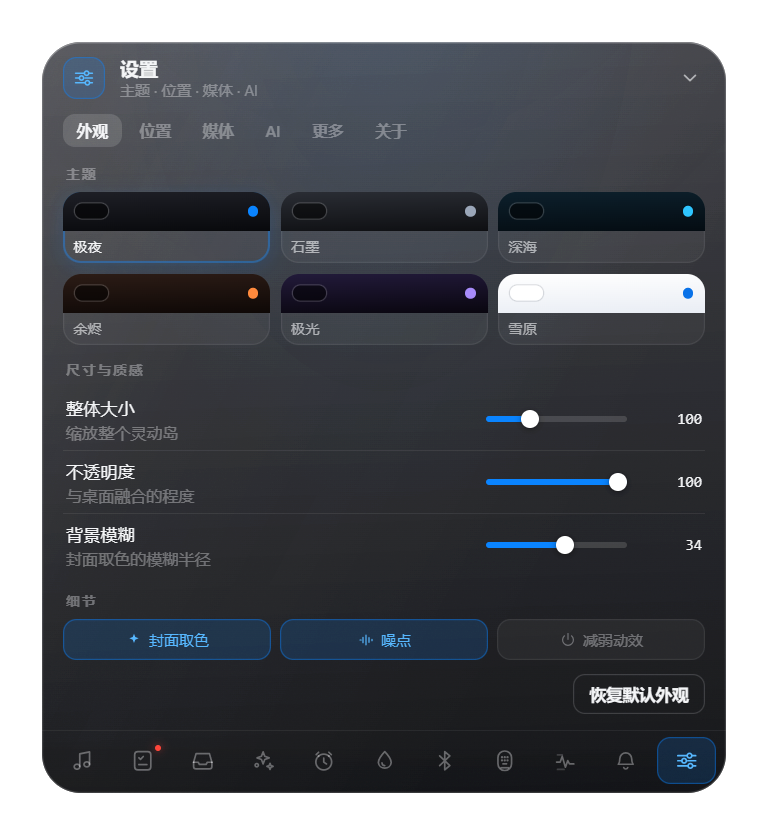 设置
主题 · 位置 · 媒体 · AI
外观 位置 媒体 AI 更多 关于
主题
极夜 石墨 深海
余烬 极光 雪原
尺寸与质感
整体大小 100
缩放整个灵动岛
不透明度 100
与桌面融合的程度
背景模糊 34
封面取色的模糊半径
细节
封面取色 噪点 减弱动效
恢复默认外观